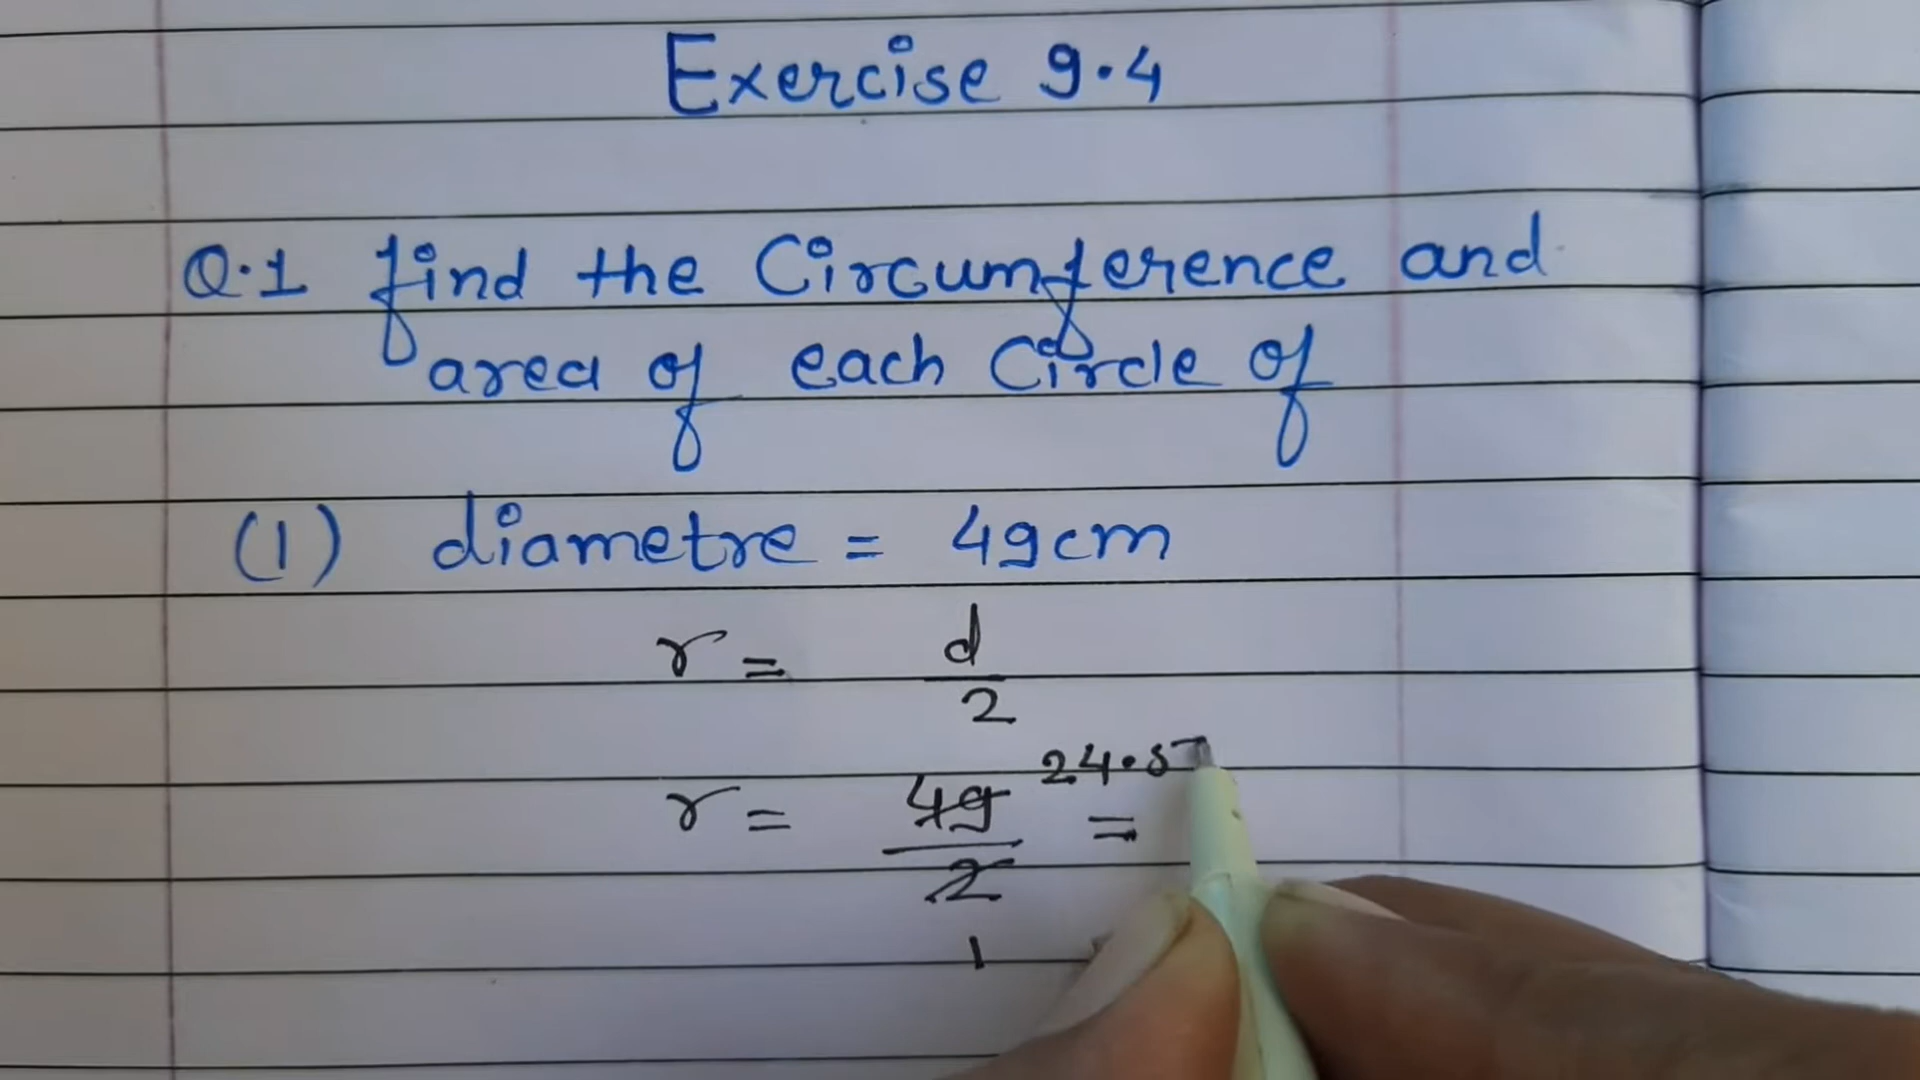 Exercise 9.4
Q.1 find the Circumference and
area of each Circle of
(1) diametre = 49cm
r = d/2
r = 49/2 = 24.5
1